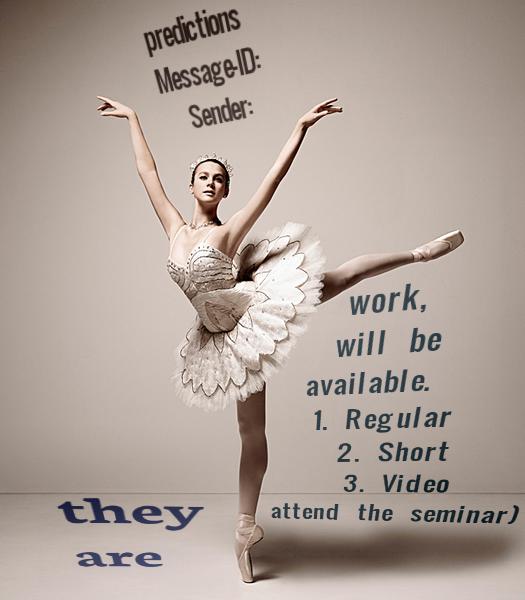 predictions
Message-ID:
Sender:
work,
will be
available.
1. Regular
2. Short
3. Video
attend the seminar)
they
are